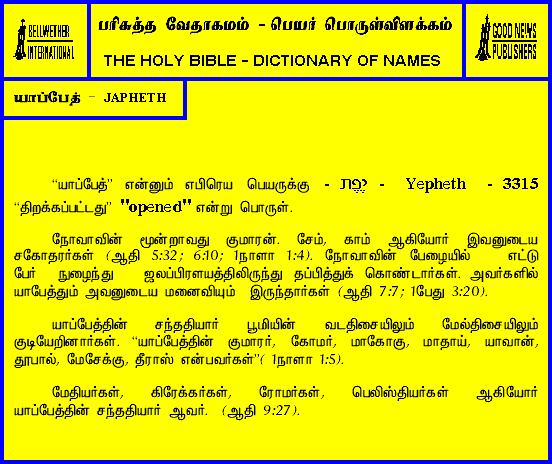 BELLWETHER
INTERNATIONAL
பரிசுத்த வேதாகமம் - பெயர் பொருள்விளக்கம்
THE HOLY BIBLE - DICTIONARY OF NAMES
GOOD NEWS
PUBLISHERS
யாப்பேத் - JAPHETH
“யாப்பேத்” என்னும் எபிரெய பெயருக்கு - יֶפֶת - Yepheth - 3315
“திறக்கப்பட்டது” "opened" என்று பொருள்.
நோவாவின் மூன்றாவது குமாரன். சேம், காம் ஆகியோர் இவனுடைய
சகோதரர்கள் (ஆதி 5:32; 6:10; 1நாளா 1:4). நோவாவின் பேழையில் எட்டு
பேர் நுழைந்து ஜலப்பிரளயத்திலிருந்து தப்பித்துக் கொண்டார்கள். அவர்களில்
யாபேத்தும் அவனுடைய மனைவியும் இருந்தார்கள் (ஆதி 7:7; 1பேது 3:20).
யாப்பேத்தின் சந்ததியார் பூமியின் வடதிசையிலும் மேல்திசையிலும்
குடியேறினார்கள். “யாப்பேத்தின் குமாரர், கோமர், மாகோகு, மாதாய், யாவான்,
தூபால், மேசேக்கு, தீராஸ் என்பவர்கள்”( 1நாளா 1:5).
மேதியர்கள், கிரேக்கர்கள், ரோமர்கள், பெலிஸ்தியர்கள் ஆகியோர்
யாப்பேத்தின் சந்ததியார் ஆவர். (ஆதி 9:27).